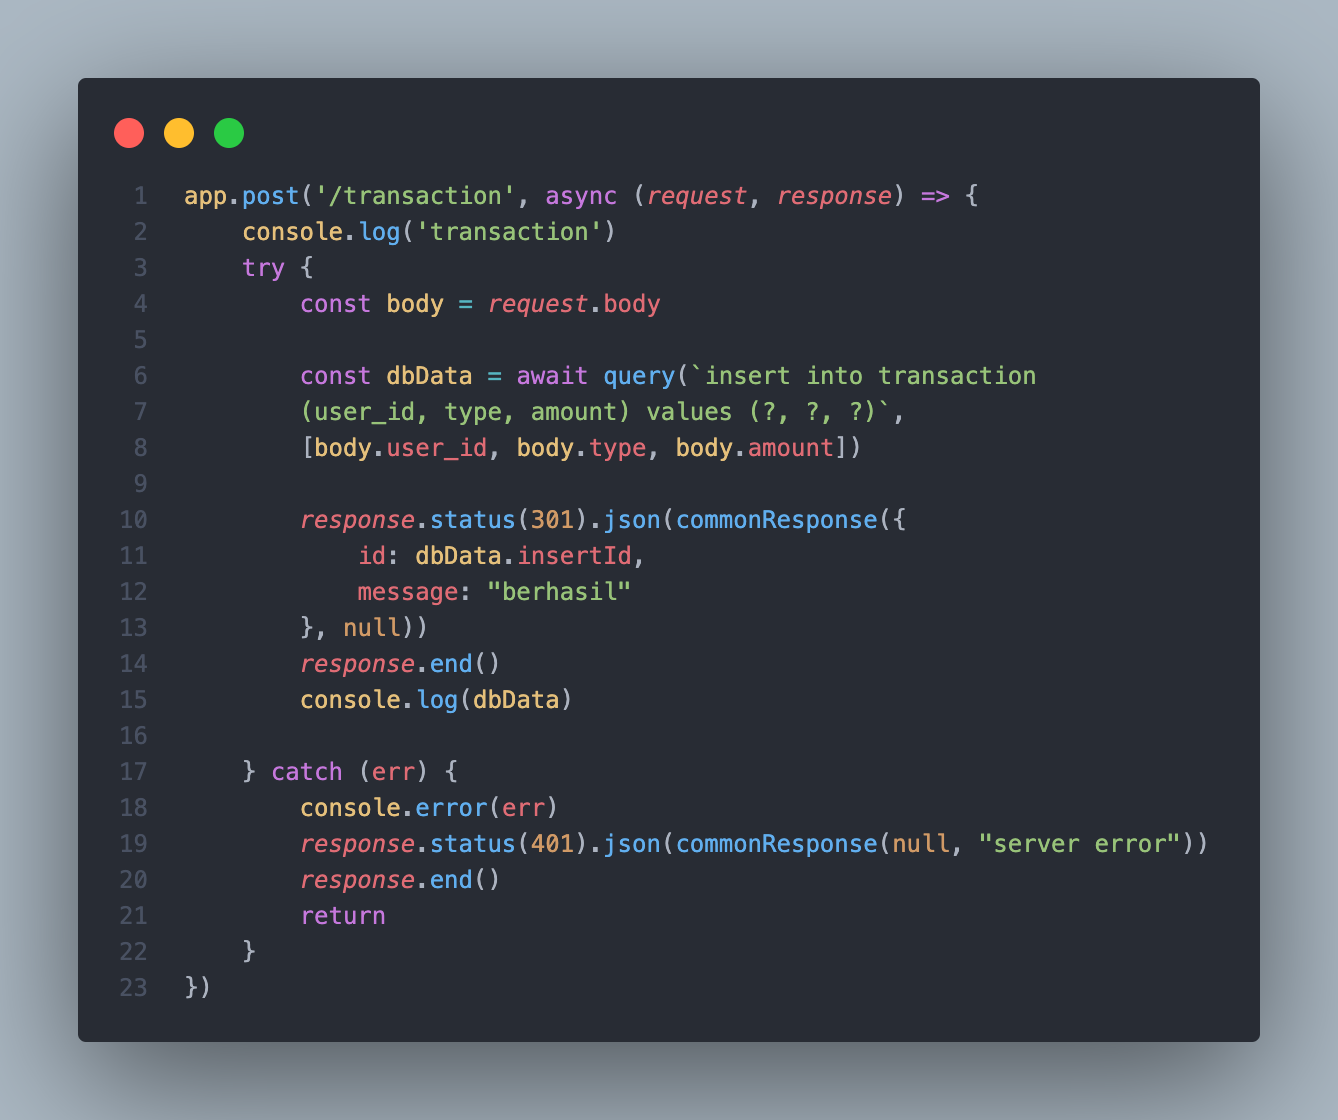 1 app.post('/transaction', async (request, response) => {
2     console.log('transaction')
3     try {
4         const body = request.body
5
6         const dbData = await query(`insert into transaction
7         (user_id, type, amount) values (?, ?, ?)`,
8         [body.user_id, body.type, body.amount])
9
10         response.status(301).json(commonResponse({
11             id: dbData.insertId,
12             message: "berhasil"
13         }, null))
14         response.end()
15         console.log(dbData)
16
17     } catch (err) {
18         console.error(err)
19         response.status(401).json(commonResponse(null, "server error"))
20         response.end()
21         return
22     }
23 })